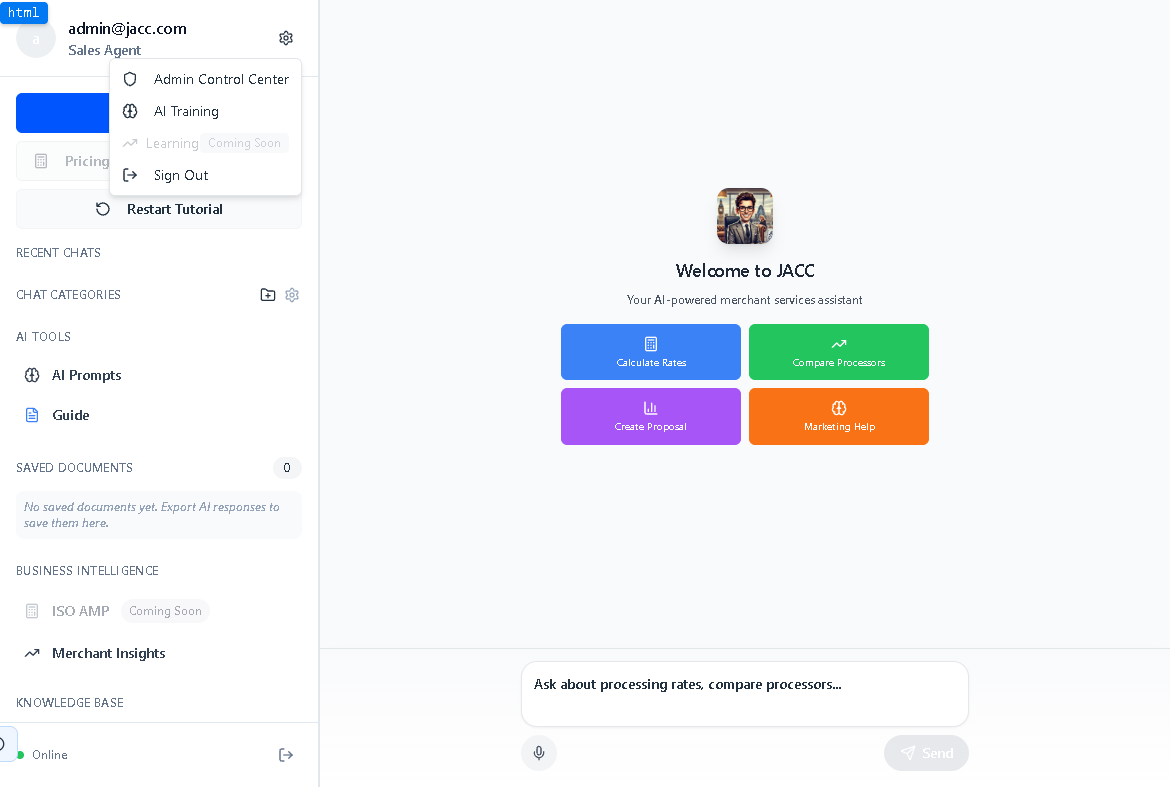 html
a
admin@jacc.com
Sales Agent
Admin Control Center
AI Training
Learning Coming Soon
Sign Out
Pricing
Restart Tutorial
RECENT CHATS
CHAT CATEGORIES
AI TOOLS
AI Prompts
Guide
SAVED DOCUMENTS 0
No saved documents yet. Export AI responses to
save them here.
BUSINESS INTELLIGENCE
ISO AMP Coming Soon
Merchant Insights
KNOWLEDGE BASE
Online
Welcome to JACC
Your AI-powered merchant services assistant
Calculate Rates
Compare Processors
Create Proposal
Marketing Help
Ask about processing rates, compare processors...
Send